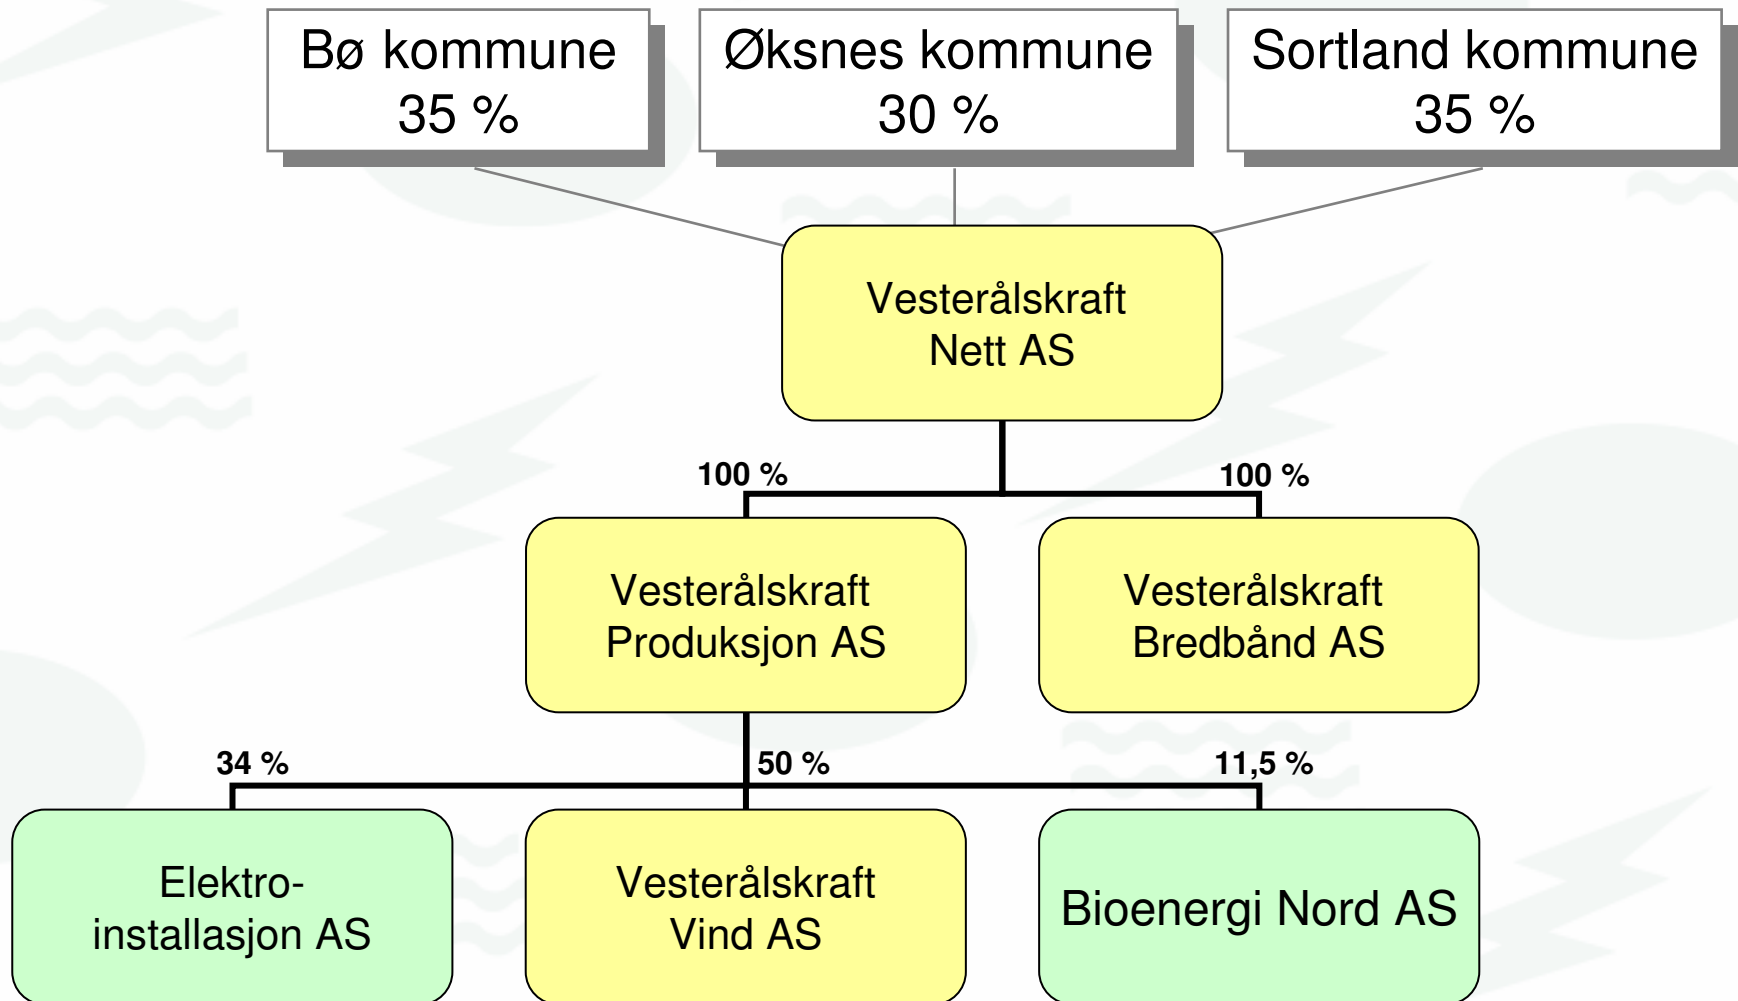 Bø kommune
35 %
Øksnes kommune
30 %
Sortland kommune
35 %
Vesterålskraft
Nett AS
100 %
100 %
Vesterålskraft
Produksjon AS
Vesterålskraft
Bredbånd AS
34 %
50 %
11,5 %
Elektro-
installasjon AS
Vesterålskraft
Vind AS
Bioenergi Nord AS